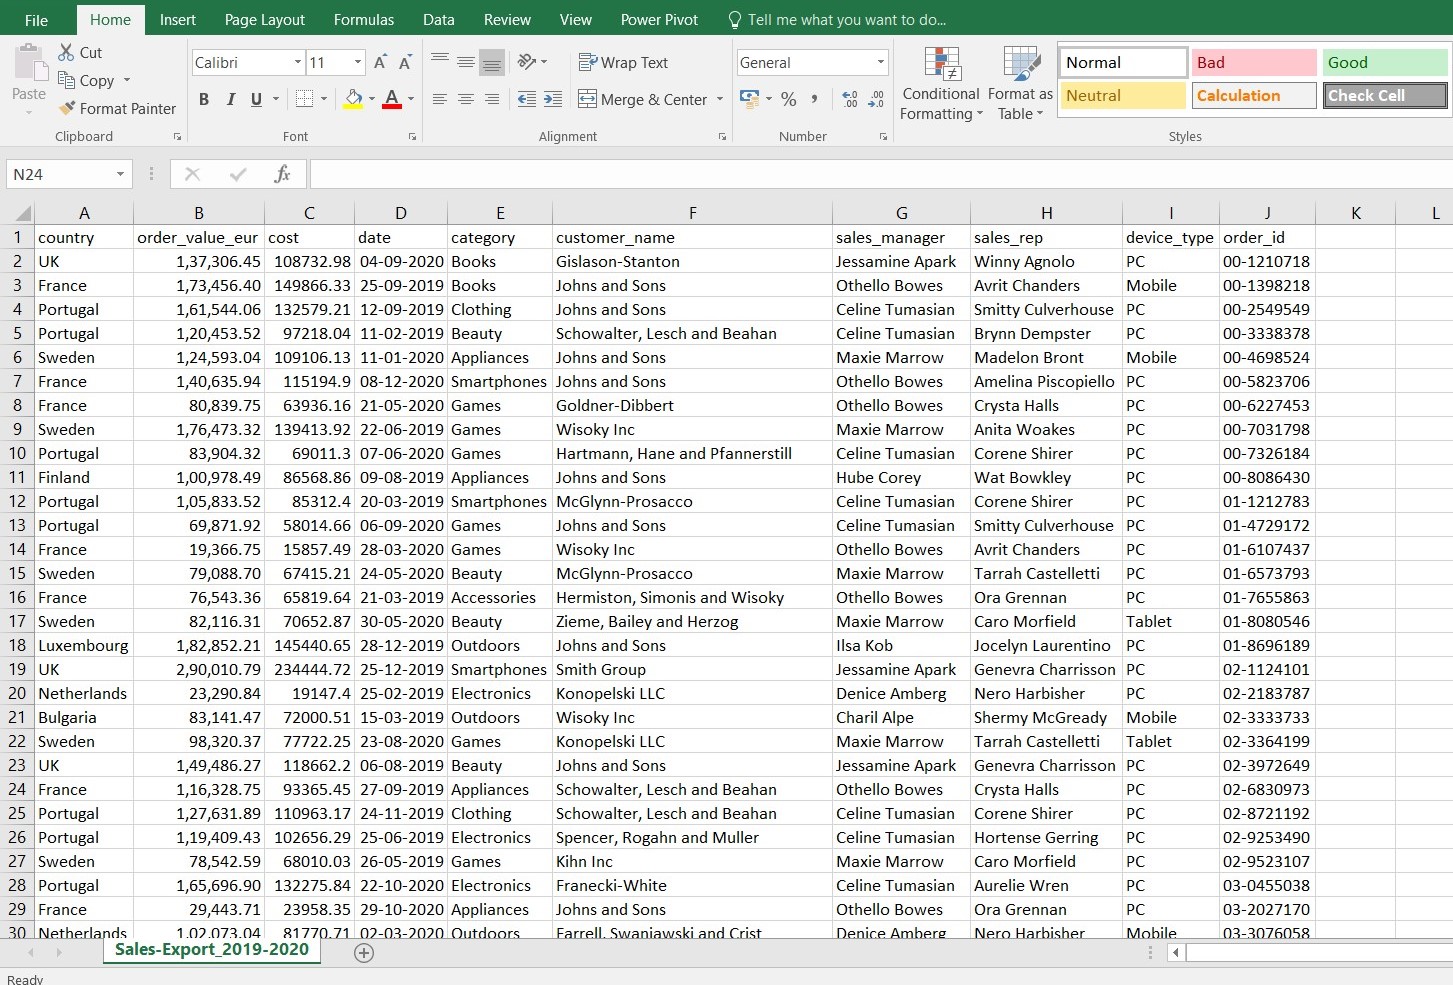 File Home Insert Page Layout Formulas Data Review View Power Pivot Tell me what you want to do...
Paste Cut Copy Format Painter Clipboard
Calibri 11 A A B I U A Font
Wrap Text Merge & Center Alignment
General % , Number
Conditional Formatting Format as Table
Normal Bad Good
Neutral Calculation Check Cell
Styles
N24 fx
A B C D E F G H I J K L
1 country order_value_eur cost date category customer_name sales_manager sales_rep device_type order_id
2 UK 1,37,306.45 108732.98 04-09-2020 Books Gislason-Stanton Jessamine Apark Winny Agnolo PC 00-1210718
3 France 1,73,456.40 149866.33 25-09-2019 Books Johns and Sons Othello Bowes Avrit Chanders Mobile 00-1398218
4 Portugal 1,61,544.06 132579.21 12-09-2019 Clothing Johns and Sons Celine Tumasian Smitty Culverhouse PC 00-2549549
5 Portugal 1,20,453.52 97218.04 11-02-2019 Beauty Schowalter, Lesch and Beahan Celine Tumasian Brynn Dempster PC 00-3338378
6 Sweden 1,24,593.04 109106.13 11-01-2020 Appliances Johns and Sons Maxie Marrow Madelon Bront Mobile 00-4698524
7 France 1,40,635.94 115194.9 08-12-2020 Smartphones Johns and Sons Othello Bowes Amelina Piscopiello PC 00-5823706
8 France 80,839.75 63936.16 21-05-2020 Games Goldner-Dibbert Othello Bowes Crysta Halls PC 00-6227453
9 Sweden 1,76,473.32 139413.92 22-06-2019 Games Wisoky Inc Maxie Marrow Anita Woakes PC 00-7031798
10 Portugal 83,904.32 69011.3 07-06-2020 Games Hartmann, Hane and Pfannerstill Celine Tumasian Corene Shirer PC 00-7326184
11 Finland 1,00,978.49 86568.86 09-08-2019 Appliances Johns and Sons Hube Corey Wat Bowkley PC 00-8086430
12 Portugal 1,05,833.52 85312.4 20-03-2019 Smartphones McGlynn-Prosacco Celine Tumasian Corene Shirer PC 01-1212783
13 Portugal 69,871.92 58014.66 06-09-2020 Games Johns and Sons Celine Tumasian Smitty Culverhouse PC 01-4729172
14 France 19,366.75 15857.49 28-03-2020 Games Wisoky Inc Othello Bowes Avrit Chanders PC 01-6107437
15 Sweden 79,088.70 67415.21 24-05-2020 Beauty McGlynn-Prosacco Maxie Marrow Tarrah Castelletti PC 01-6573793
16 France 76,543.36 65819.64 21-03-2019 Accessories Hermiston, Simonis and Wisoky Othello Bowes Ora Grennan PC 01-7655863
17 Sweden 82,116.31 70652.87 30-05-2020 Beauty Zieme, Bailey and Herzog Maxie Marrow Caro Morfield Tablet 01-8080546
18 Luxembourg 1,82,852.21 145440.65 28-12-2019 Outdoors Johns and Sons Ilsa Kob Jocelyn Laurentino PC 01-8696189
19 UK 2,90,010.79 234444.72 25-12-2019 Smartphones Smith Group Jessamine Apark Genevra Charrisson PC 02-1124101
20 Netherlands 23,290.84 19147.4 25-02-2019 Electronics Konopelski LLC Denice Amberg Nero Harbisher PC 02-2183787
21 Bulgaria 83,141.47 72000.51 15-03-2019 Outdoors Wisoky Inc Charil Alpe Shermy McGready Mobile 02-3333733
22 Sweden 98,320.37 77722.25 23-08-2020 Games Konopelski LLC Maxie Marrow Tarrah Castelletti Tablet 02-3364199
23 UK 1,49,486.27 118662.2 06-08-2019 Beauty Johns and Sons Jessamine Apark Genevra Charrisson PC 02-3972649
24 France 1,16,328.75 93365.45 27-09-2019 Appliances Schowalter, Lesch and Beahan Othello Bowes Crysta Halls PC 02-6830973
25 Portugal 1,27,631.89 110963.17 24-11-2019 Clothing Schowalter, Lesch and Beahan Celine Tumasian Corene Shirer PC 02-8721192
26 Portugal 1,19,409.43 102656.29 25-06-2019 Electronics Spencer, Rogahn and Muller Celine Tumasian Hortense Gerring PC 02-9253490
27 Sweden 78,542.59 68010.03 26-05-2019 Games Kihn Inc Maxie Marrow Caro Morfield PC 02-9523107
28 Portugal 1,65,696.90 132275.84 22-10-2020 Electronics Franecki-White Celine Tumasian Aurelie Wren PC 03-0455038
29 France 29,443.71 23958.35 29-10-2020 Appliances Johns and Sons Othello Bowes Ora Grennan PC 03-2027170
30 Netherlands 1,02,073.04 81770.71 02-03-2020 Outdoors Farrell, Swaniawski and Crist Denice Amberg Nero Harbisher Mobile 03-3076058
Sales-Export_2019-2020
Ready